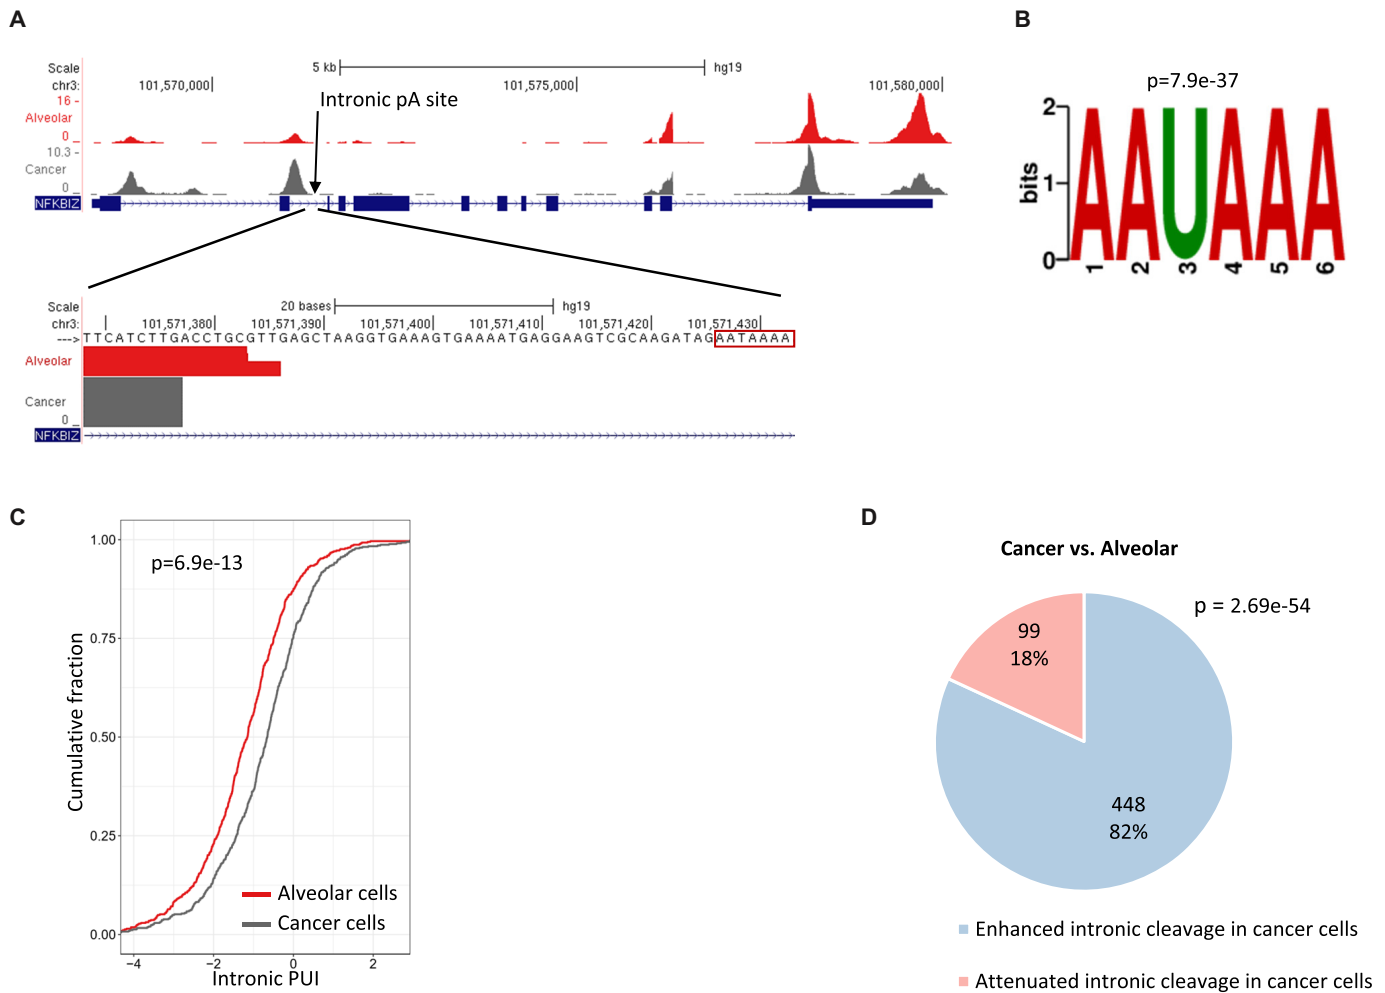 A
Scale
5 kb
hg19
chr3:
101,570,000
101,575,000
101,580,000
16 -
Intronic pA site
Alveolar
0 _
10.3 -
Cancer
0 _
NFKBIZ
Scale
20 bases
hg19
chr3:
101,571,380
101,571,390
101,571,400
101,571,410
101,571,420
101,571,430
--->
TTCATCTTGACCTGCGTTGAGCTAAGGTGAAAGTGAAAATGAGGAAGTCGCAAGATAGAATAAAA
Alveolar
Cancer
0 _
NFKBIZ
B
p=7.9e-37
bits
2
1
0
AAUAAA
1 2 3 4 5 6
C
p=6.9e-13
Cumulative fraction
1.00
0.75
0.50
0.25
0.00
Alveolar cells
Cancer cells
−4 −2 0 2
Intronic PUI
D
Cancer vs. Alveolar
p = 2.69e-54
99
18%
448
82%
Enhanced intronic cleavage in cancer cells
Attenuated intronic cleavage in cancer cells